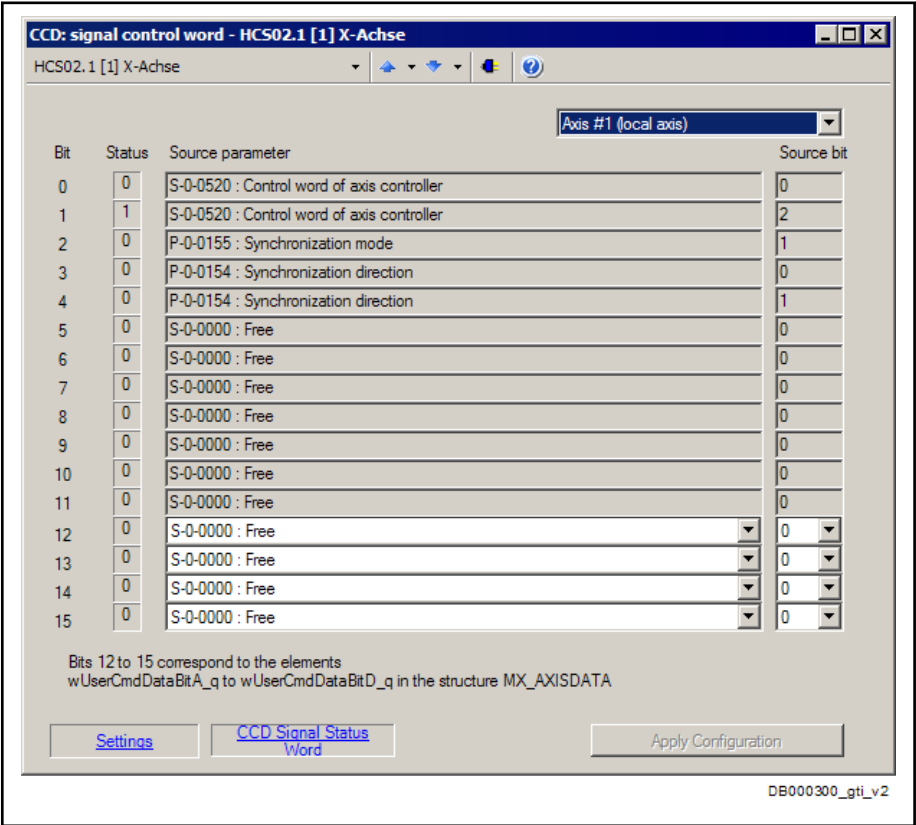 CCD: signal control word - HCS02.1 [1] X-Achse
HCS02.1 [1] X-Achse
Axis #1 (local axis)
Bit Status Source parameter Source bit
0 0 S-0-0520 : Control word of axis controller 0
1 1 S-0-0520 : Control word of axis controller 2
2 0 P-0-0155 : Synchronization mode 1
3 0 P-0-0154 : Synchronization direction 0
4 0 P-0-0154 : Synchronization direction 1
5 0 S-0-0000 : Free 0
6 0 S-0-0000 : Free 0
7 0 S-0-0000 : Free 0
8 0 S-0-0000 : Free 0
9 0 S-0-0000 : Free 0
10 0 S-0-0000 : Free 0
11 0 S-0-0000 : Free 0
12 0 S-0-0000 : Free 0
13 0 S-0-0000 : Free 0
14 0 S-0-0000 : Free 0
15 0 S-0-0000 : Free 0
Bits 12 to 15 correspond to the elements
wUserCmdDataBitA_q to wUserCmdDataBitD_q in the structure MX_AXISDATA
Settings
CCD Signal Status
Word
Apply Configuration
DB000300_gti_v2